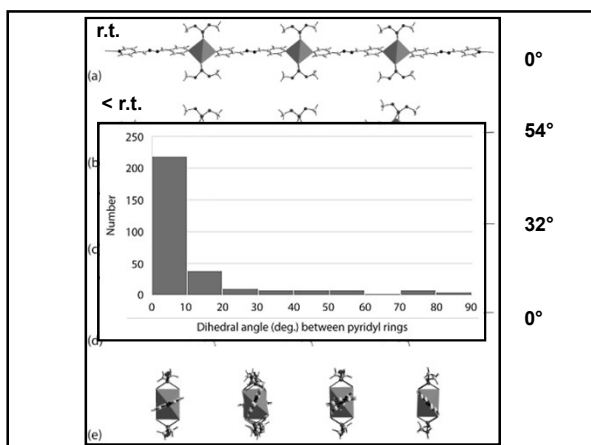 r.t.
(a)
0°
< r.t.
54°
250
200
150
100
50
0
Number
0 10 20 30 40 50 60 70 80 90
Dihedral angle (deg.) between pyridyl rings
32°
0°
(d)
(e)